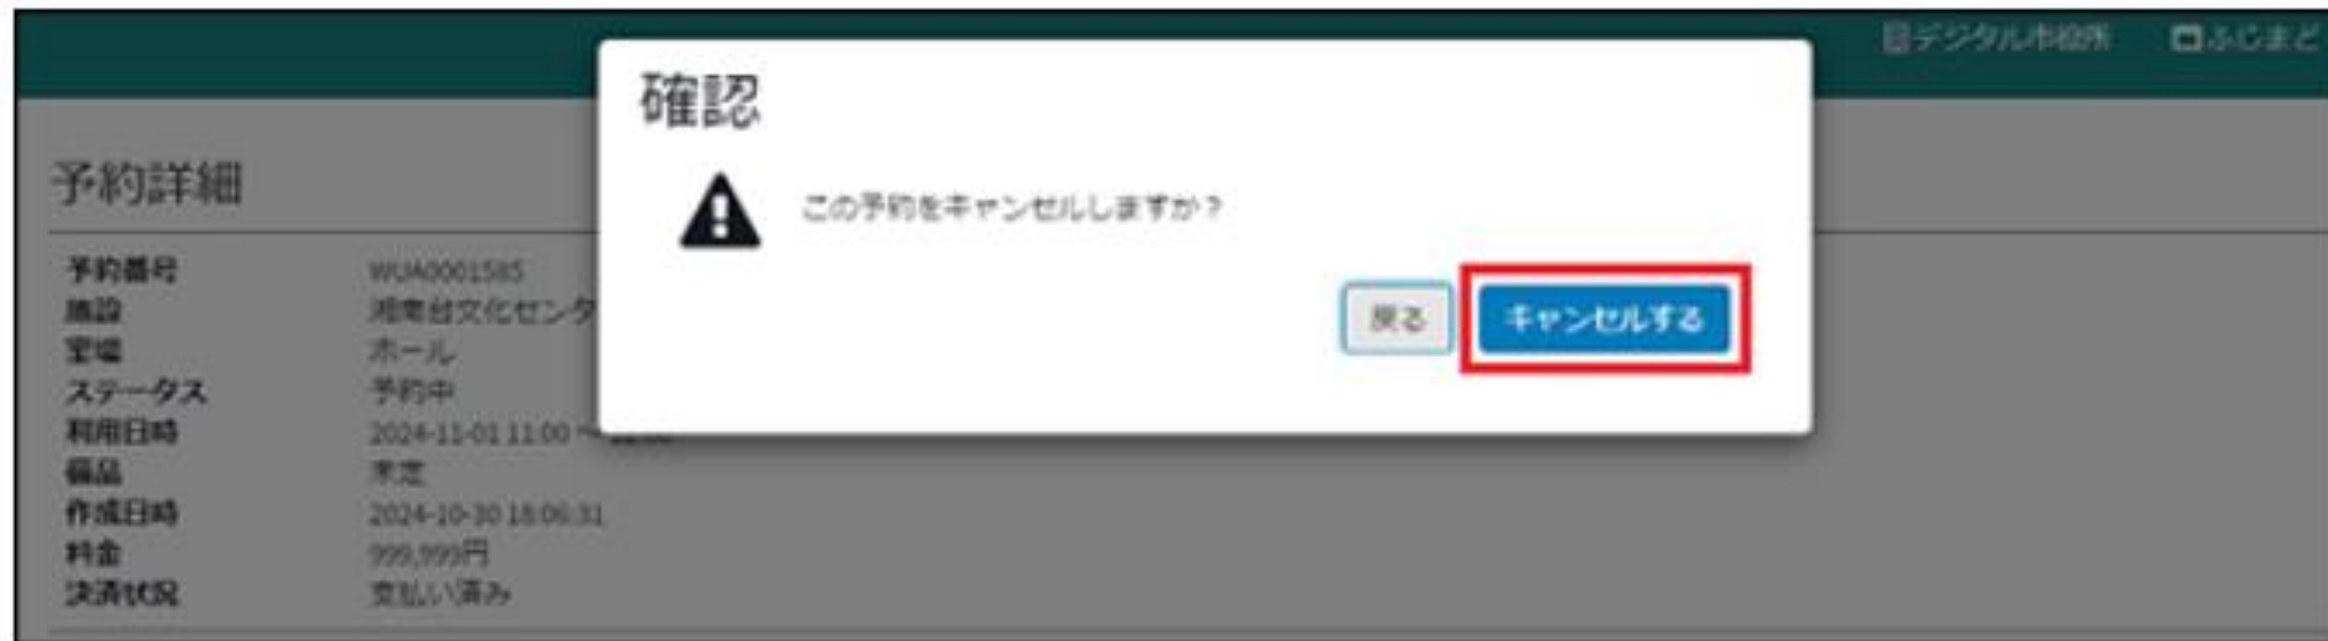 デジタル市役所 ふじまど
確認
この予約をキャンセルしますか？
戻る キャンセルする
予約詳細
予約番号 WUA0001585
施設 湘南台文化センタ
室場 ホール
ステータス 予約中
利用日時 2024-11-01 11:00 ～
備品 未定
作成日時 2024-10-30 18:06:31
料金 999,999円
決済状況 支払い済み